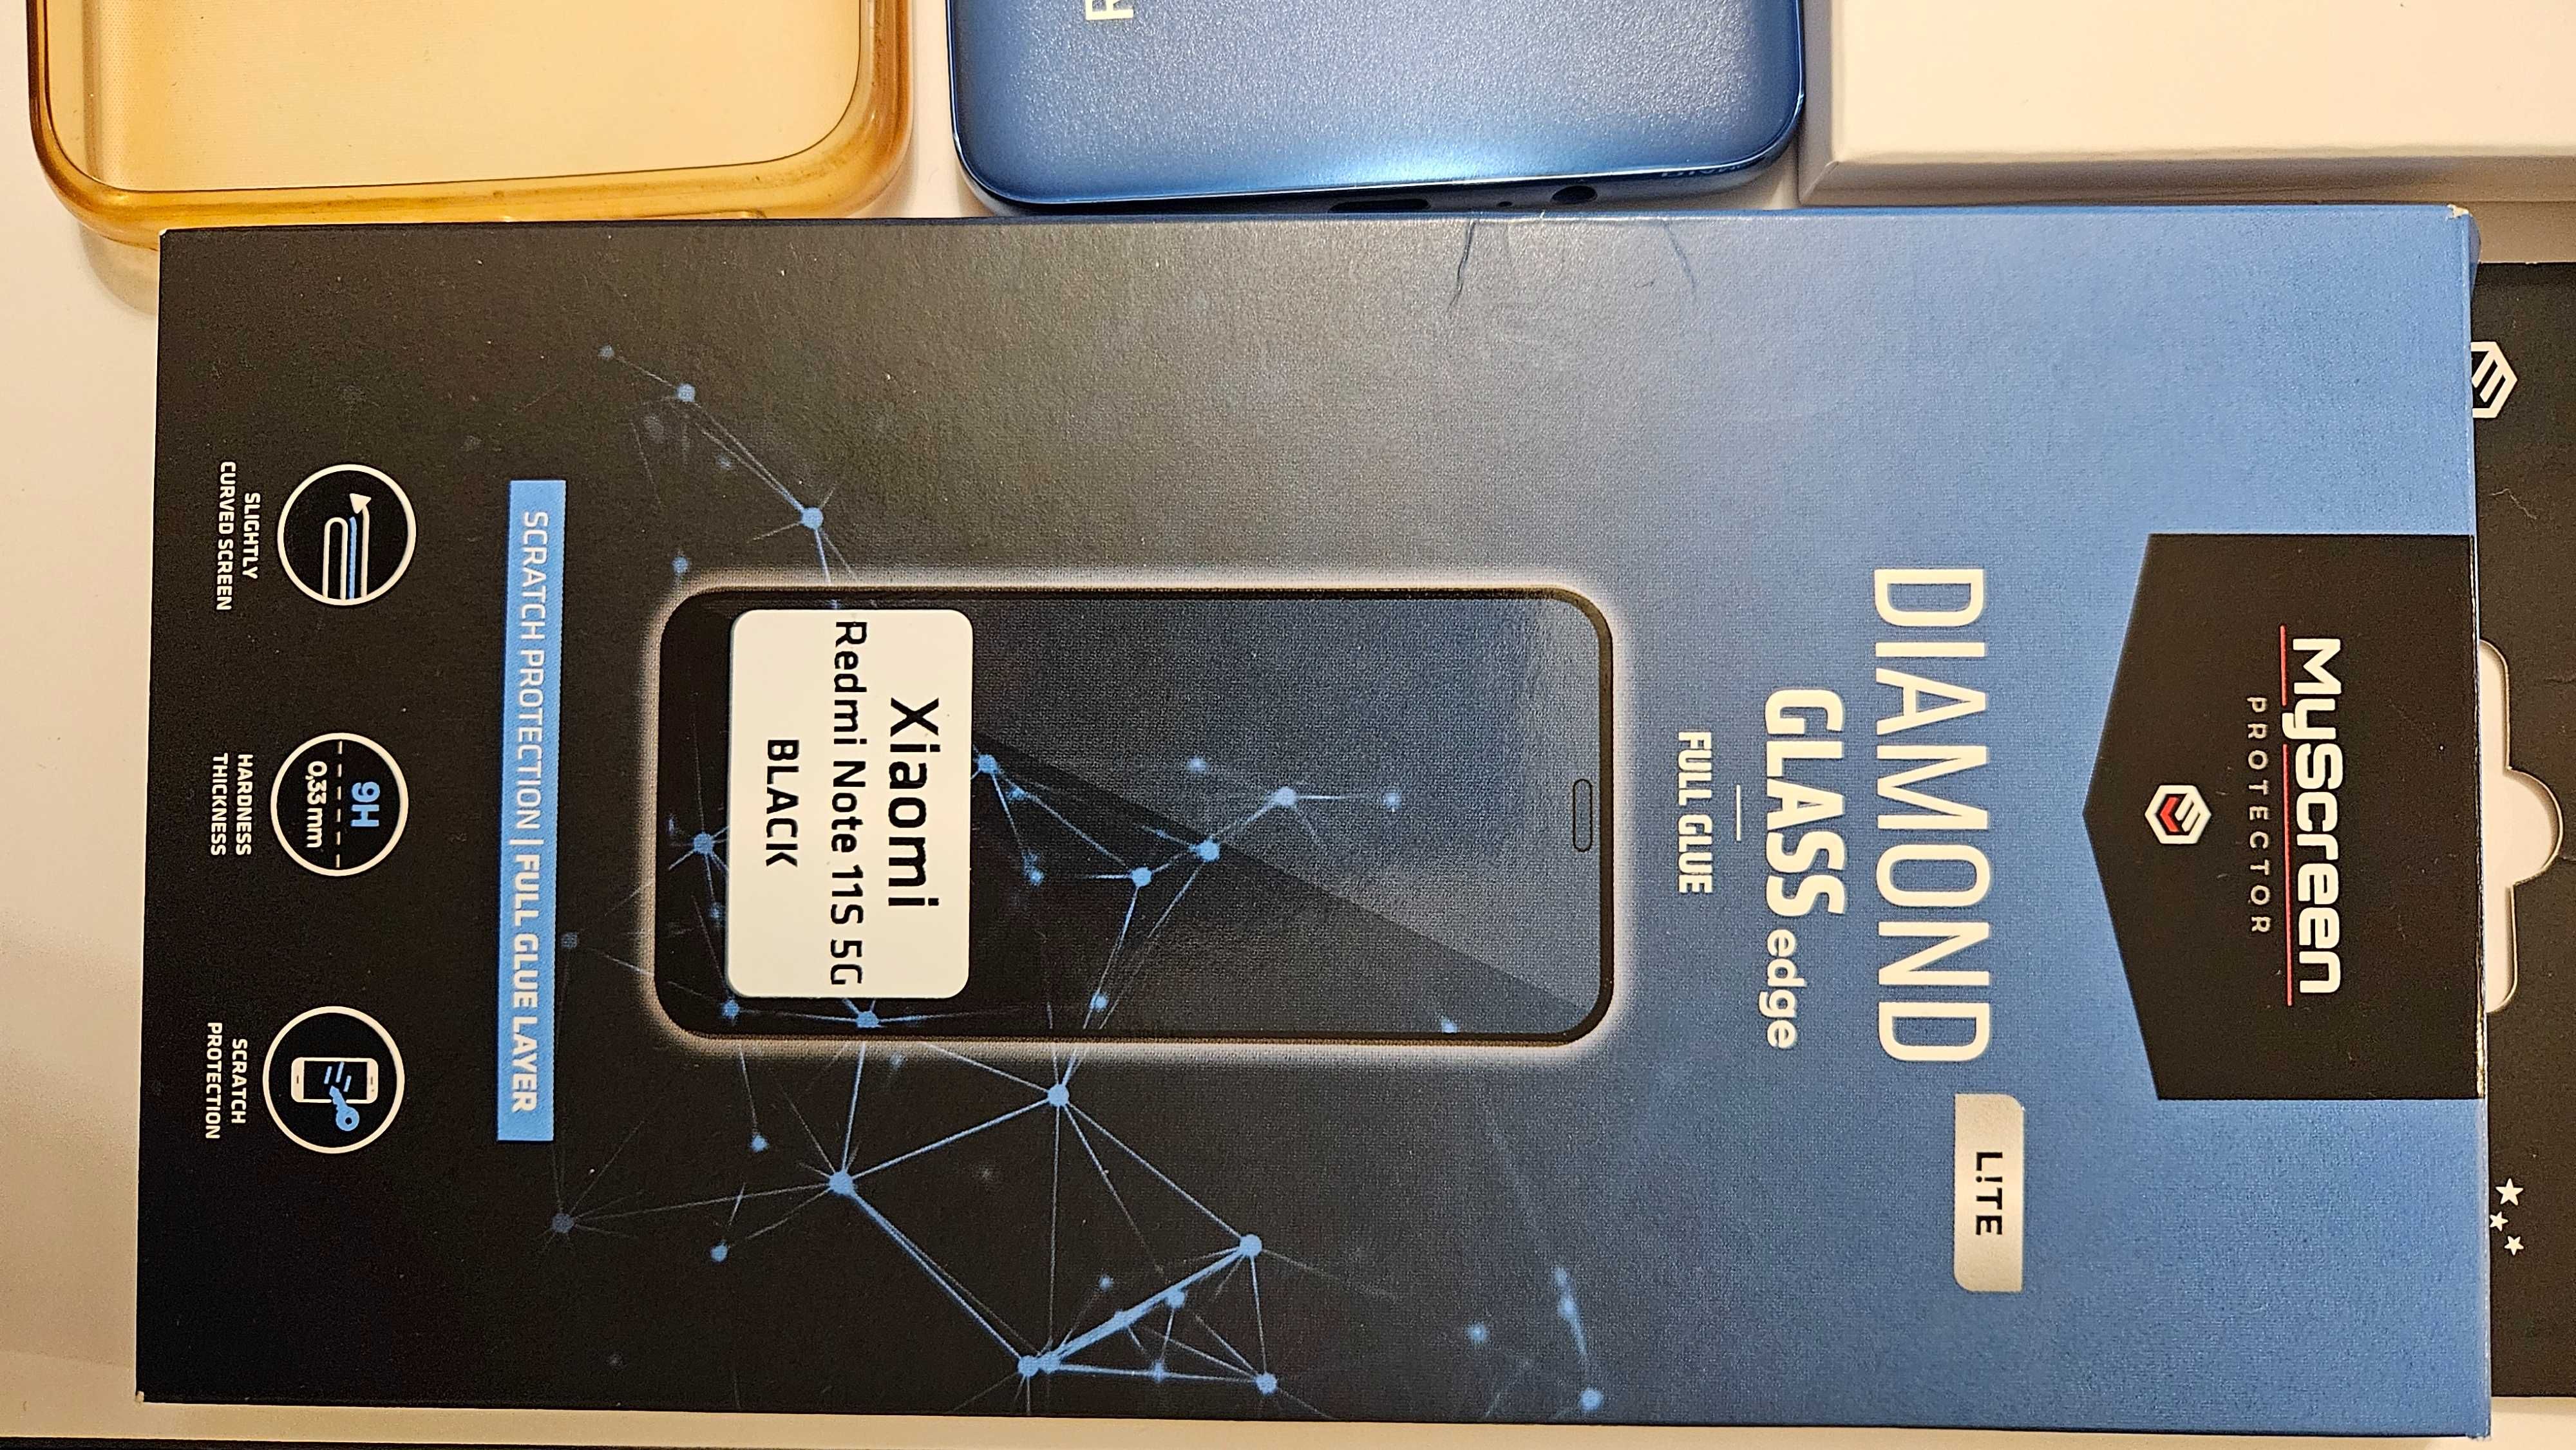 MyScreen
PROTECTOR
DIAMOND
LITE
GLASS edge
FULL GLUE
Xiaomi
Redmi Note 11S 5G
BLACK
SCRATCH PROTECTION | FULL GLUE LAYER
SLIGHTLY
CURVED SCREEN
9H
0,33 mm
HARDNESS
THICKNESS
SCRATCH
PROTECTION